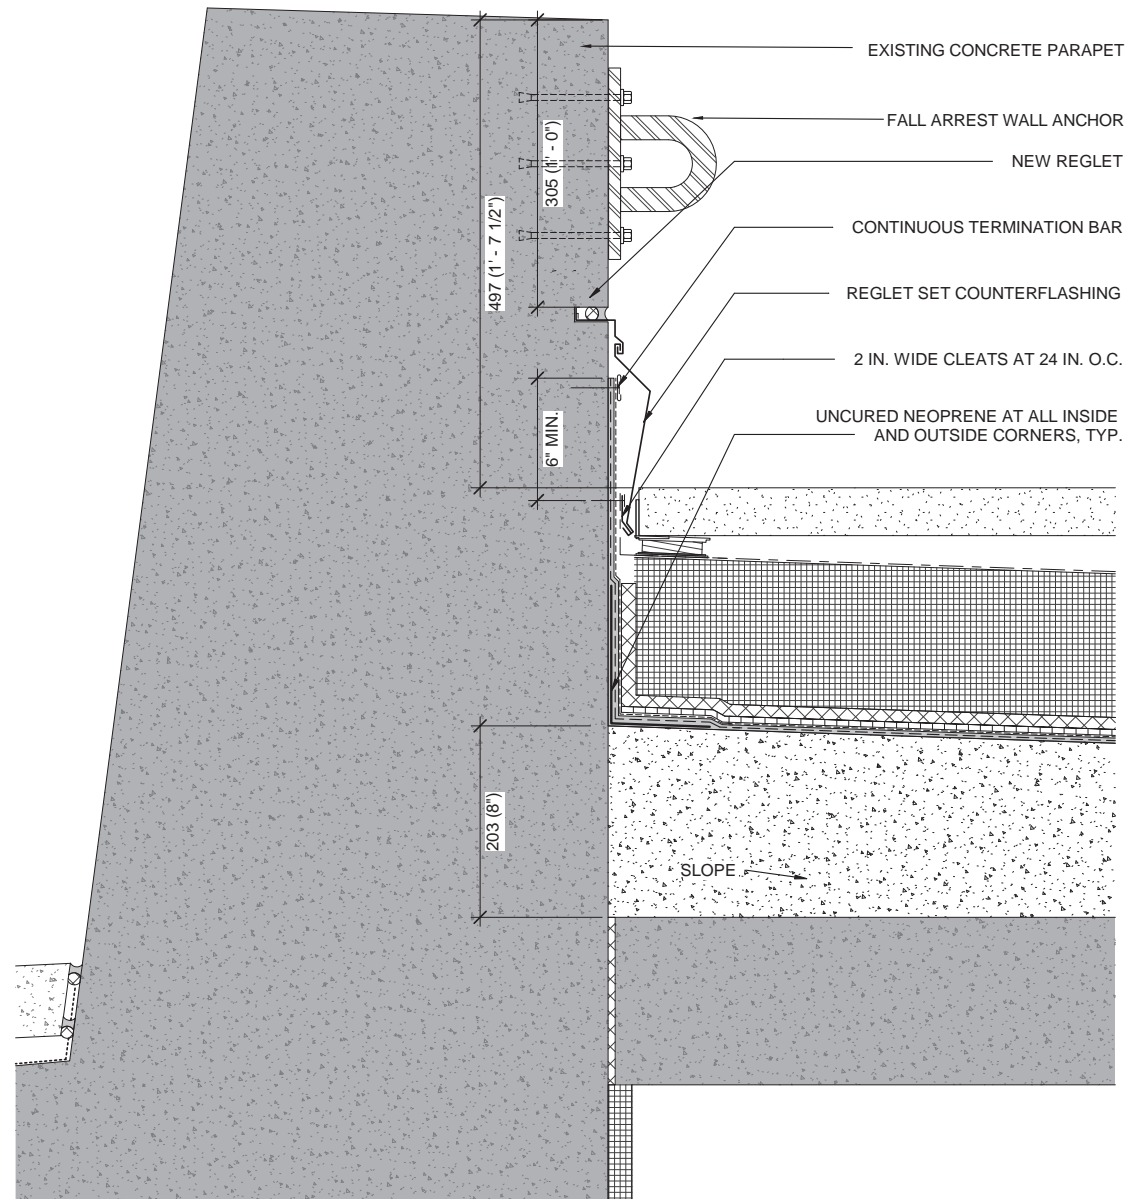 EXISTING CONCRETE PARAPET
FALL ARREST WALL ANCHOR
305 (1' - 0")
NEW REGLET
497 (1' - 7 1/2")
CONTINUOUS TERMINATION BAR
REGLET SET COUNTERFLASHING
2 IN. WIDE CLEATS AT 24 IN. O.C.
6" MIN.
UNCURED NEOPRENE AT ALL INSIDE
AND OUTSIDE CORNERS, TYP.
203 (8")
SLOPE